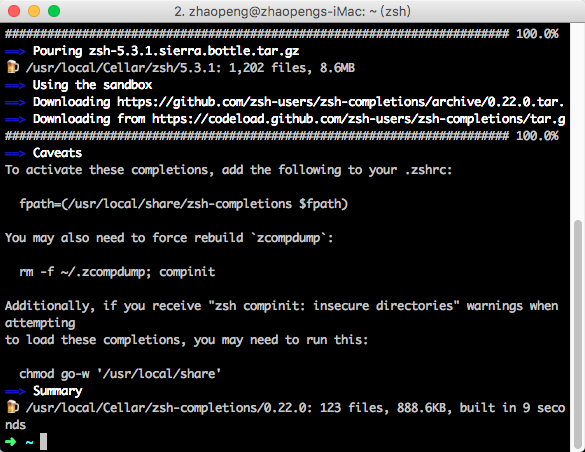 2. zhaopeng@zhaopengs-iMac: ~ (zsh)
######################################################################## 100.0%
==> Pouring zsh-5.3.1.sierra.bottle.tar.gz
🍺 /usr/local/Cellar/zsh/5.3.1: 1,202 files, 8.6MB
==> Using the sandbox
==> Downloading https://github.com/zsh-users/zsh-completions/archive/0.22.0.tar.
==> Downloading from https://codeload.github.com/zsh-users/zsh-completions/tar.g
######################################################################## 100.0%
==> Caveats
To activate these completions, add the following to your .zshrc:
fpath=(/usr/local/share/zsh-completions $fpath)
You may also need to force rebuild `zcompdump`:
rm -f ~/.zcompdump; compinit
Additionally, if you receive "zsh compinit: insecure directories" warnings when
attempting
to load these completions, you may need to run this:
chmod go-w '/usr/local/share'
==> Summary
🍺 /usr/local/Cellar/zsh-completions/0.22.0: 123 files, 888.6KB, built in 9 seco
nds
➜ ~